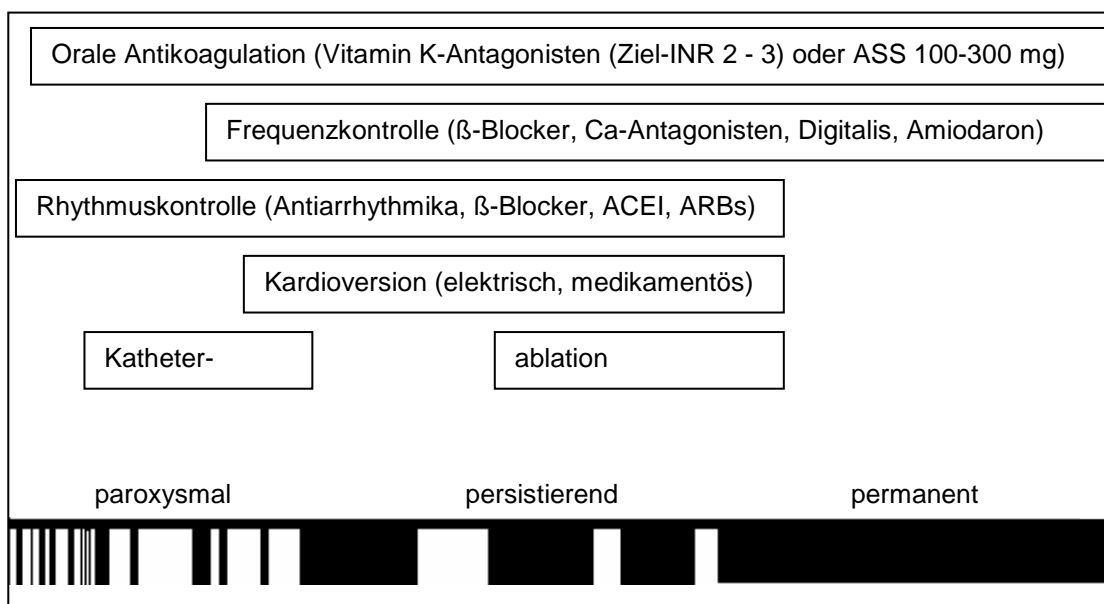 Orale Antikoagulation (Vitamin K-Antagonisten (Ziel-INR 2 - 3) oder ASS 100-300 mg)
Frequenzkontrolle (ß-Blocker, Ca-Antagonisten, Digitalis, Amiodaron)
Rhythmuskontrolle (Antiarrhythmika, ß-Blocker, ACEI, ARBs)
Kardioversion (elektrisch, medikamentös)
Katheter- ablation
paroxysmal persistierend permanent